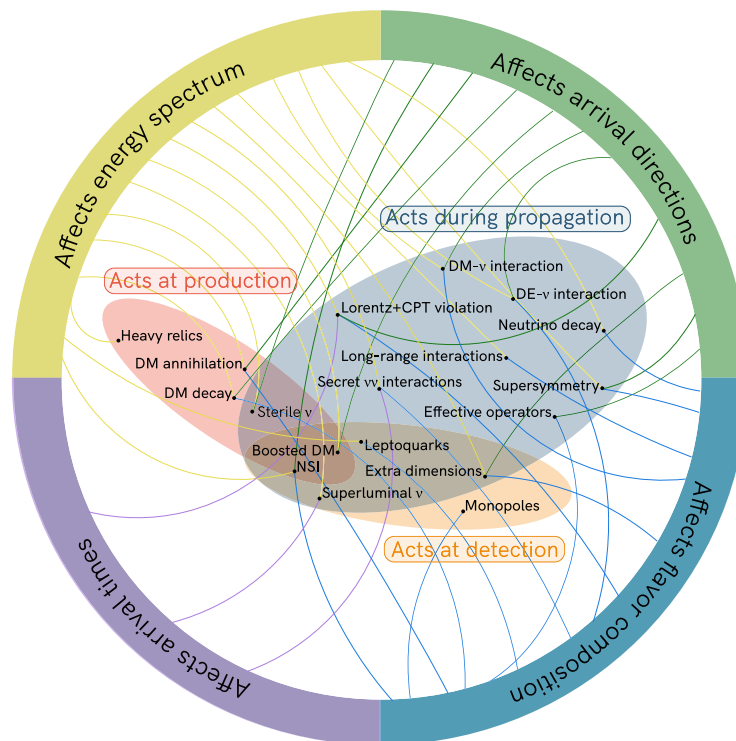 Affects energy spectrum
Affects arrival directions
Acts during propagation
DM-ν interaction
Acts at production
DE-ν interaction
Lorentz+CPT violation
Neutrino decay
Heavy relics
Long-range interactions
DM annihilation
Secret νν interactions
Supersymmetry
DM decay
Sterile ν
Effective operators
Leptoquarks
Boosted DM
NSI
Extra dimensions
Superluminal ν
Monopoles
Acts at detection
Affects arrival times
Affects flavor composition